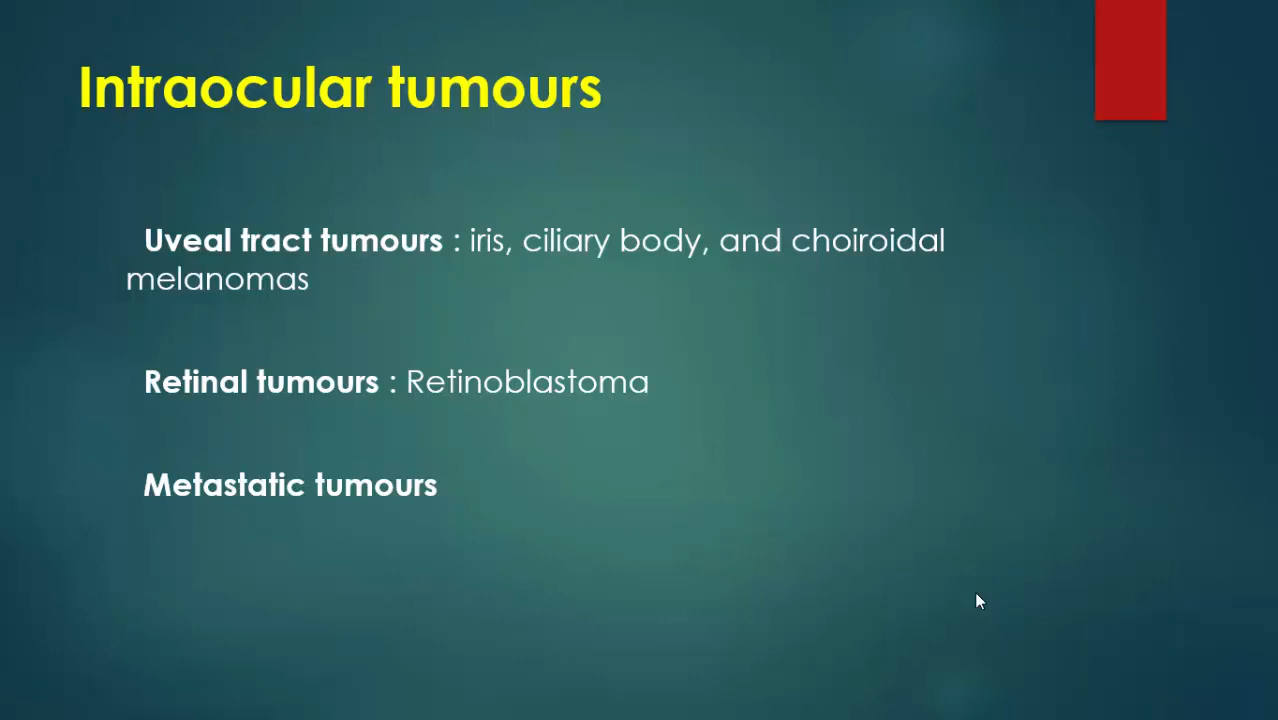 Intraocular tumours
Uveal tract tumours : iris, ciliary body, and choiroidal
melanomas
Retinal tumours : Retinoblastoma
Metastatic tumours